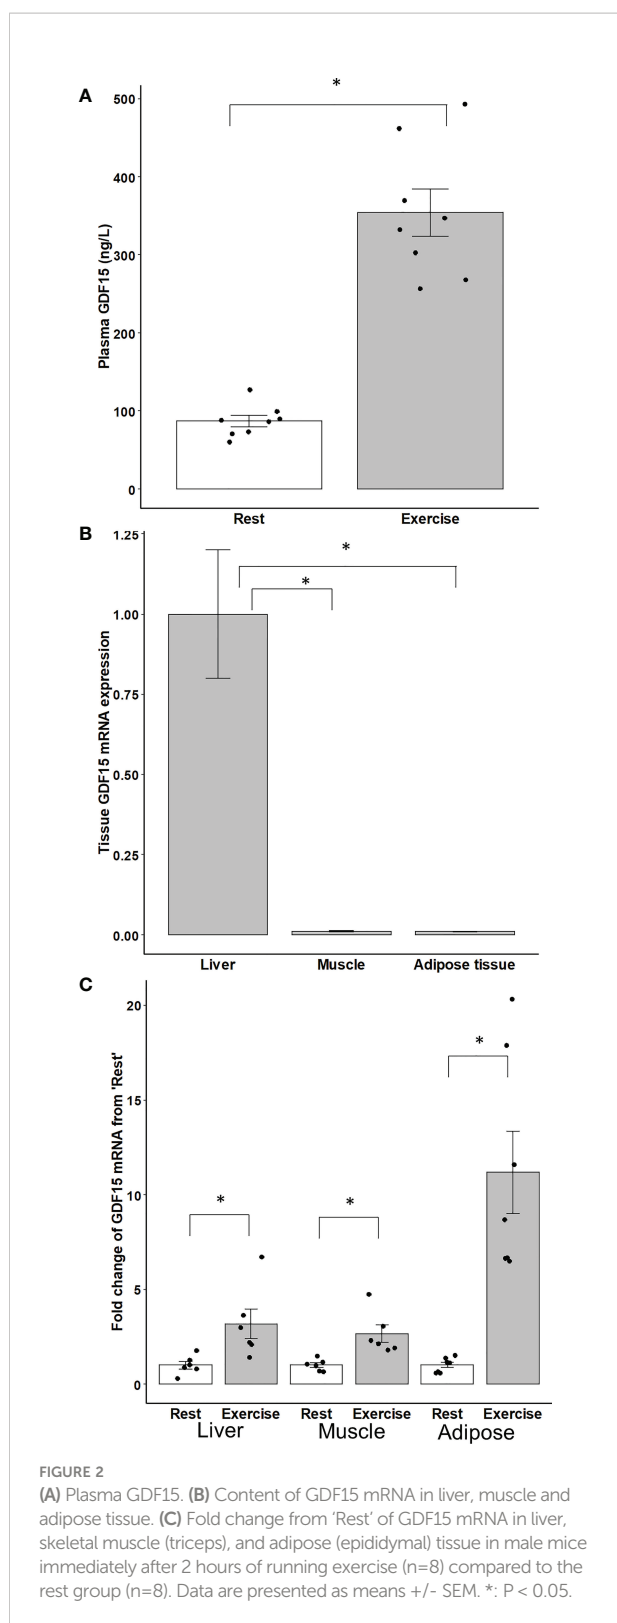 A
*
500
400
300
200
100
0
Plasma GDF15 (ng/L)
Rest Exercise
B
1.25
1.00
0.75
0.50
0.25
0.00
Tissue GDF15 mRNA expression
*
*
Liver Muscle Adipose tissue
C
20
15
10
5
0
Fold change of GDF15 mRNA from 'Rest'
*
*
*
Rest Exercise Rest Exercise Rest Exercise
Liver Muscle Adipose
FIGURE 2
(A) Plasma GDF15. (B) Content of GDF15 mRNA in liver, muscle and
adipose tissue. (C) Fold change from ‘Rest’ of GDF15 mRNA in liver,
skeletal muscle (triceps), and adipose (epididymal) tissue in male mice
immediately after 2 hours of running exercise (n=8) compared to the
rest group (n=8). Data are presented as means +/- SEM. *: P < 0.05.